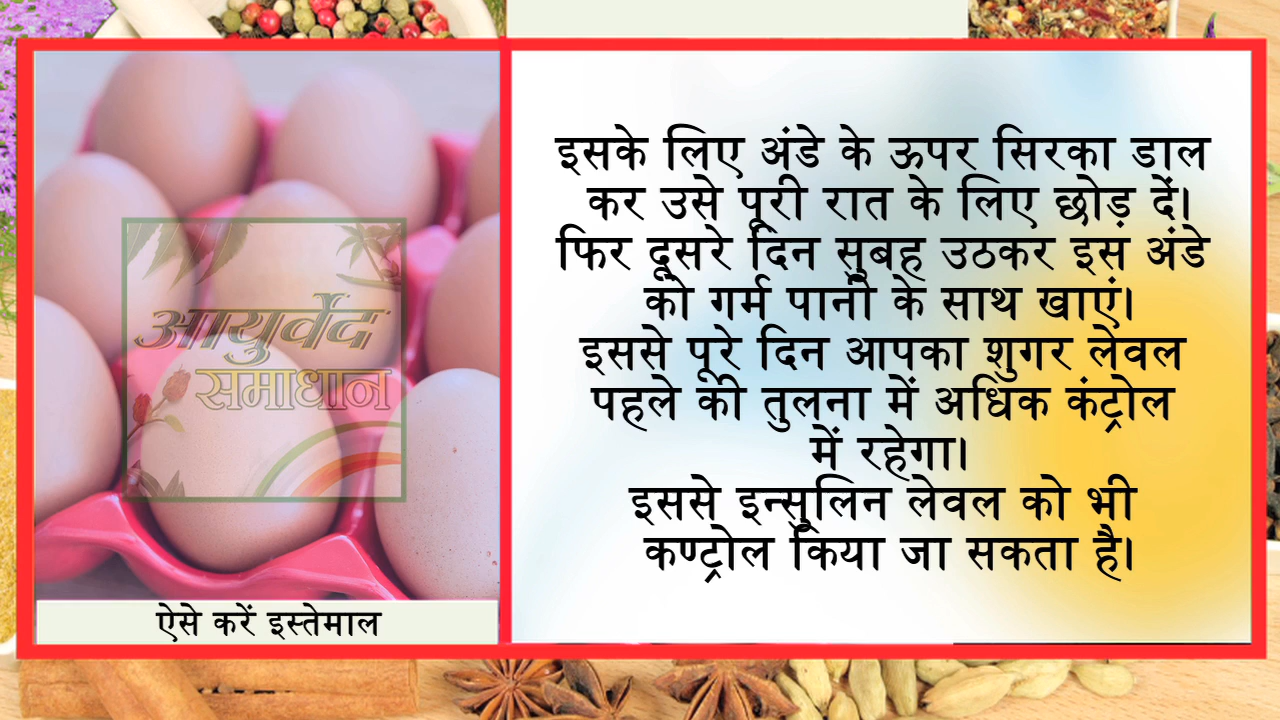 आयुर्वेद
समाधान
ऐसे करें इस्तेमाल
इसके लिए अंडे के ऊपर सिरका डाल
कर उसे पूरी रात के लिए छोड़ दें।
फिर दूसरे दिन सुबह उठकर इस अंडे
को गर्म पानी के साथ खाएं।
इससे पूरे दिन आपका शुगर लेवल
पहले की तुलना में अधिक कंट्रोल
में रहेगा।
इससे इन्सुलिन लेवल को भी
कण्ट्रोल किया जा सकता है।